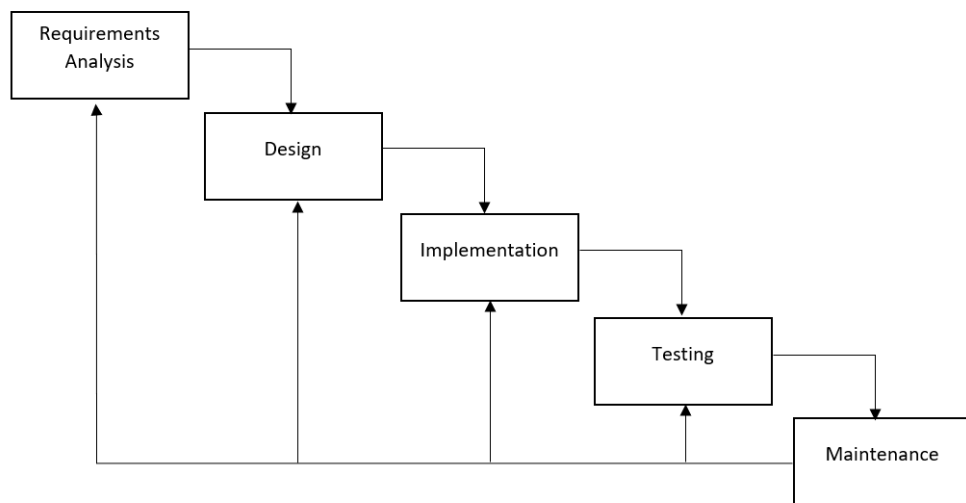 Requirements
Analysis
Design
Implementation
Testing
Maintenance